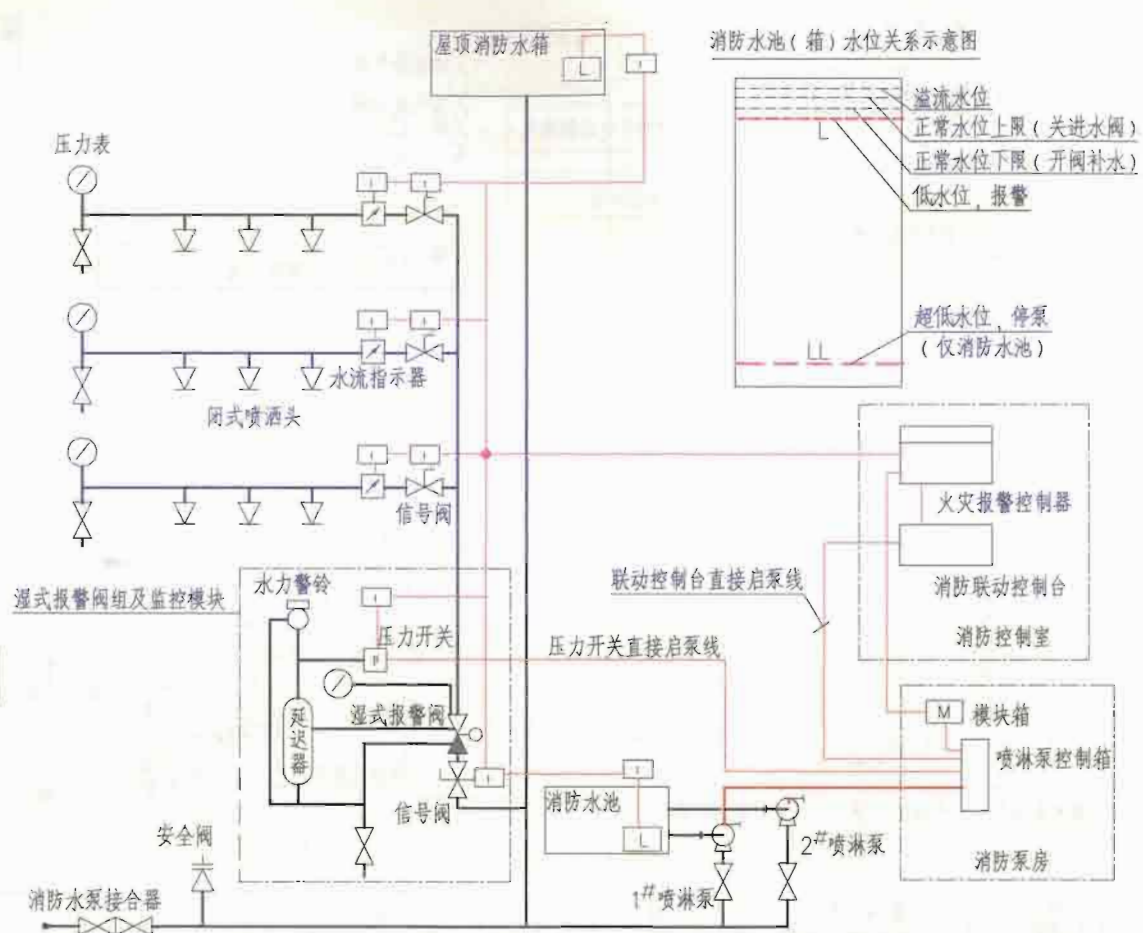 屋顶消防水箱
L
I
消防水池(箱)水位关系示意图
溢流水位
正常水位上限(关进水阀)
L
正常水位下限(开阀补水)
低水位,报警
超低水位,停泵
(仅消防水池)
LL
压力表
I
I
I
I
水流指示器
闭式喷洒头
I
I
信号阀
火灾报警控制器
消防联动控制台
消防控制室
联动控制台直接启泵线
湿式报警阀组及监控模块
水力警铃
I
压力开关
P
压力开关直接启泵线
湿式报警阀
延迟器
I
信号阀
M
模块箱
喷淋泵控制箱
消防泵房
I
消防水池
L
2#喷淋泵
1#喷淋泵
安全阀
消防水泵接合器